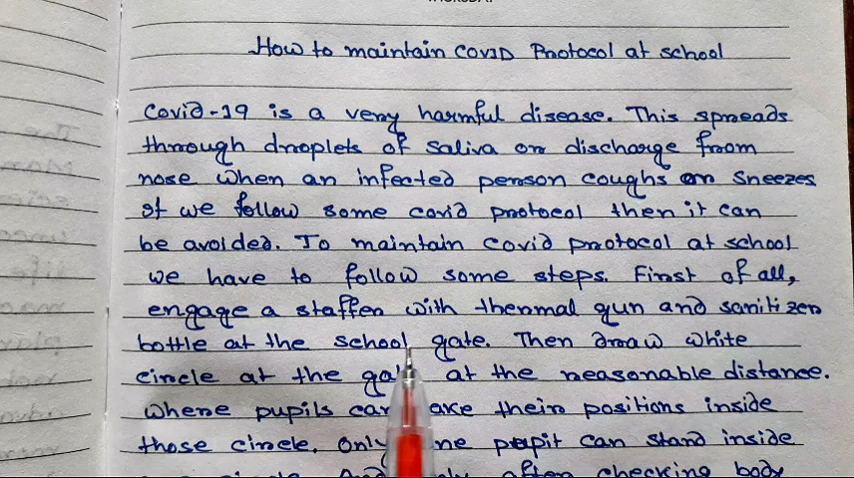 How to maintain COVID Protocol at school
Covid-19 is a very harmful disease. This spreads
through droplets of saliva or discharge from
nose when an infected person coughs or sneezes
If we follow some covid protocol then it can
be avoided. To maintain covid protocol at school
we have to follow some steps. First of all,
engage a staffer with thermal gun and sanitizer
bottle at the school gate. Then draw white
circle at the at the reasonable distance.
Where pupils their positions inside
those circle. Only can stand inside
after checking body